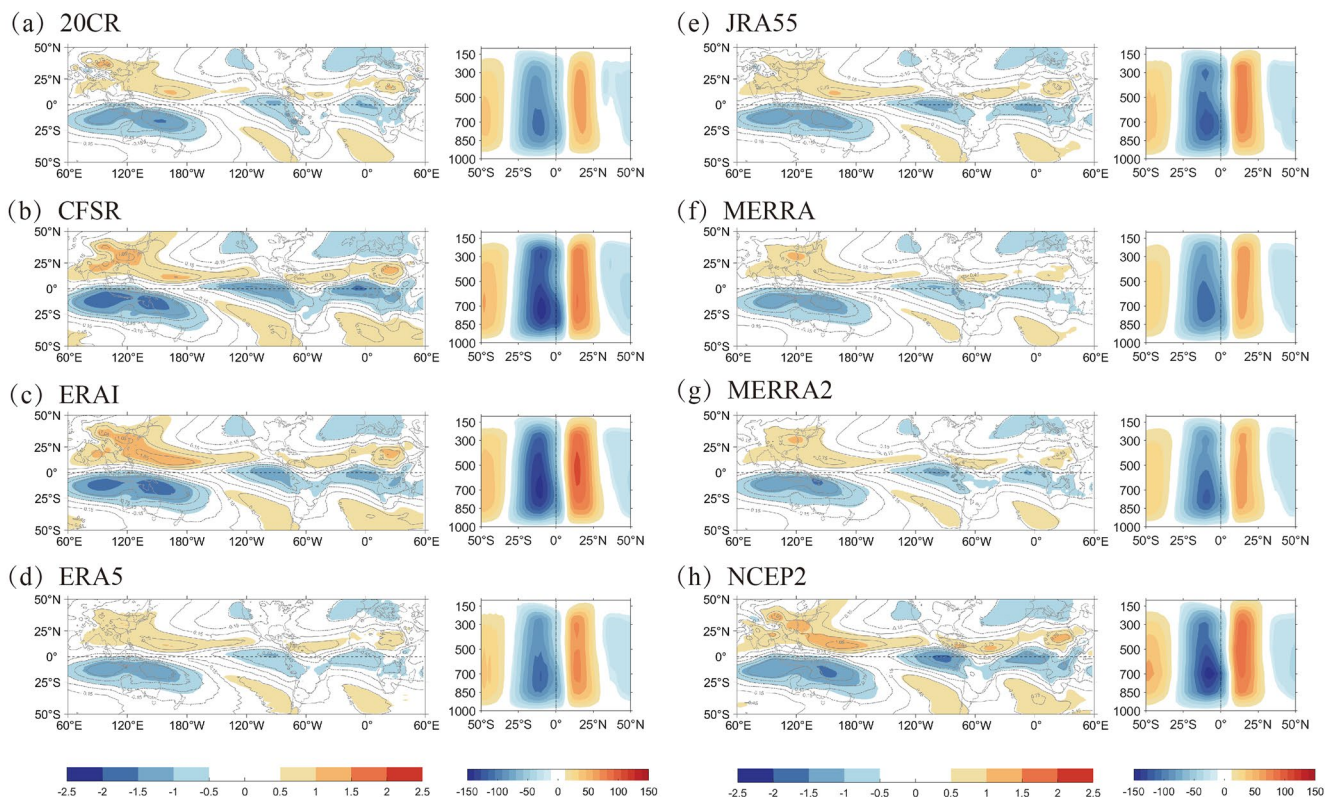 (a) 20CR
50°N
25°N
0°
25°S
50°S
60°E 120°E 180°W 120°W 60°W 0° 60°E
150
300
500
700
850
1000
50°S 25°S 0° 25°N 50°N
(b) CFSR
50°N
25°N
0°
25°S
50°S
60°E 120°E 180°W 120°W 60°W 0° 60°E
150
300
500
700
850
1000
50°S 25°S 0° 25°N 50°N
(c) ERAI
50°N
25°N
0°
25°S
50°S
60°E 120°E 180°W 120°W 60°W 0° 60°E
150
300
500
700
850
1000
50°S 25°S 0° 25°N 50°N
(d) ERA5
50°N
25°N
0°
25°S
50°S
60°E 120°E 180°W 120°W 60°W 0° 60°E
150
300
500
700
850
1000
50°S 25°S 0° 25°N 50°N
-2.5 -2 -1.5 -1 -0.5 0 0.5 1 1.5 2 2.5
-150 -100 -50 0 50 100 150
(e) JRA55
50°N
25°N
0°
25°S
50°S
60°E 120°E 180°W 120°W 60°W 0° 60°E
150
300
500
700
850
1000
50°S 25°S 0° 25°N 50°N
(f) MERRA
50°N
25°N
0°
25°S
50°S
60°E 120°E 180°W 120°W 60°W 0° 60°E
150
300
500
700
850
1000
50°S 25°S 0° 25°N 50°N
(g) MERRA2
50°N
25°N
0°
25°S
50°S
60°E 120°E 180°W 120°W 60°W 0° 60°E
150
300
500
700
850
1000
50°S 25°S 0° 25°N 50°N
(h) NCEP2
50°N
25°N
0°
25°S
50°S
60°E 120°E 180°W 120°W 60°W 0° 60°E
150
300
500
700
850
1000
50°S 25°S 0° 25°N 50°N
-2.5 -2 -1.5 -1 -0.5 0 0.5 1 1.5 2 2.5
-150 -100 -50 0 50 100 150